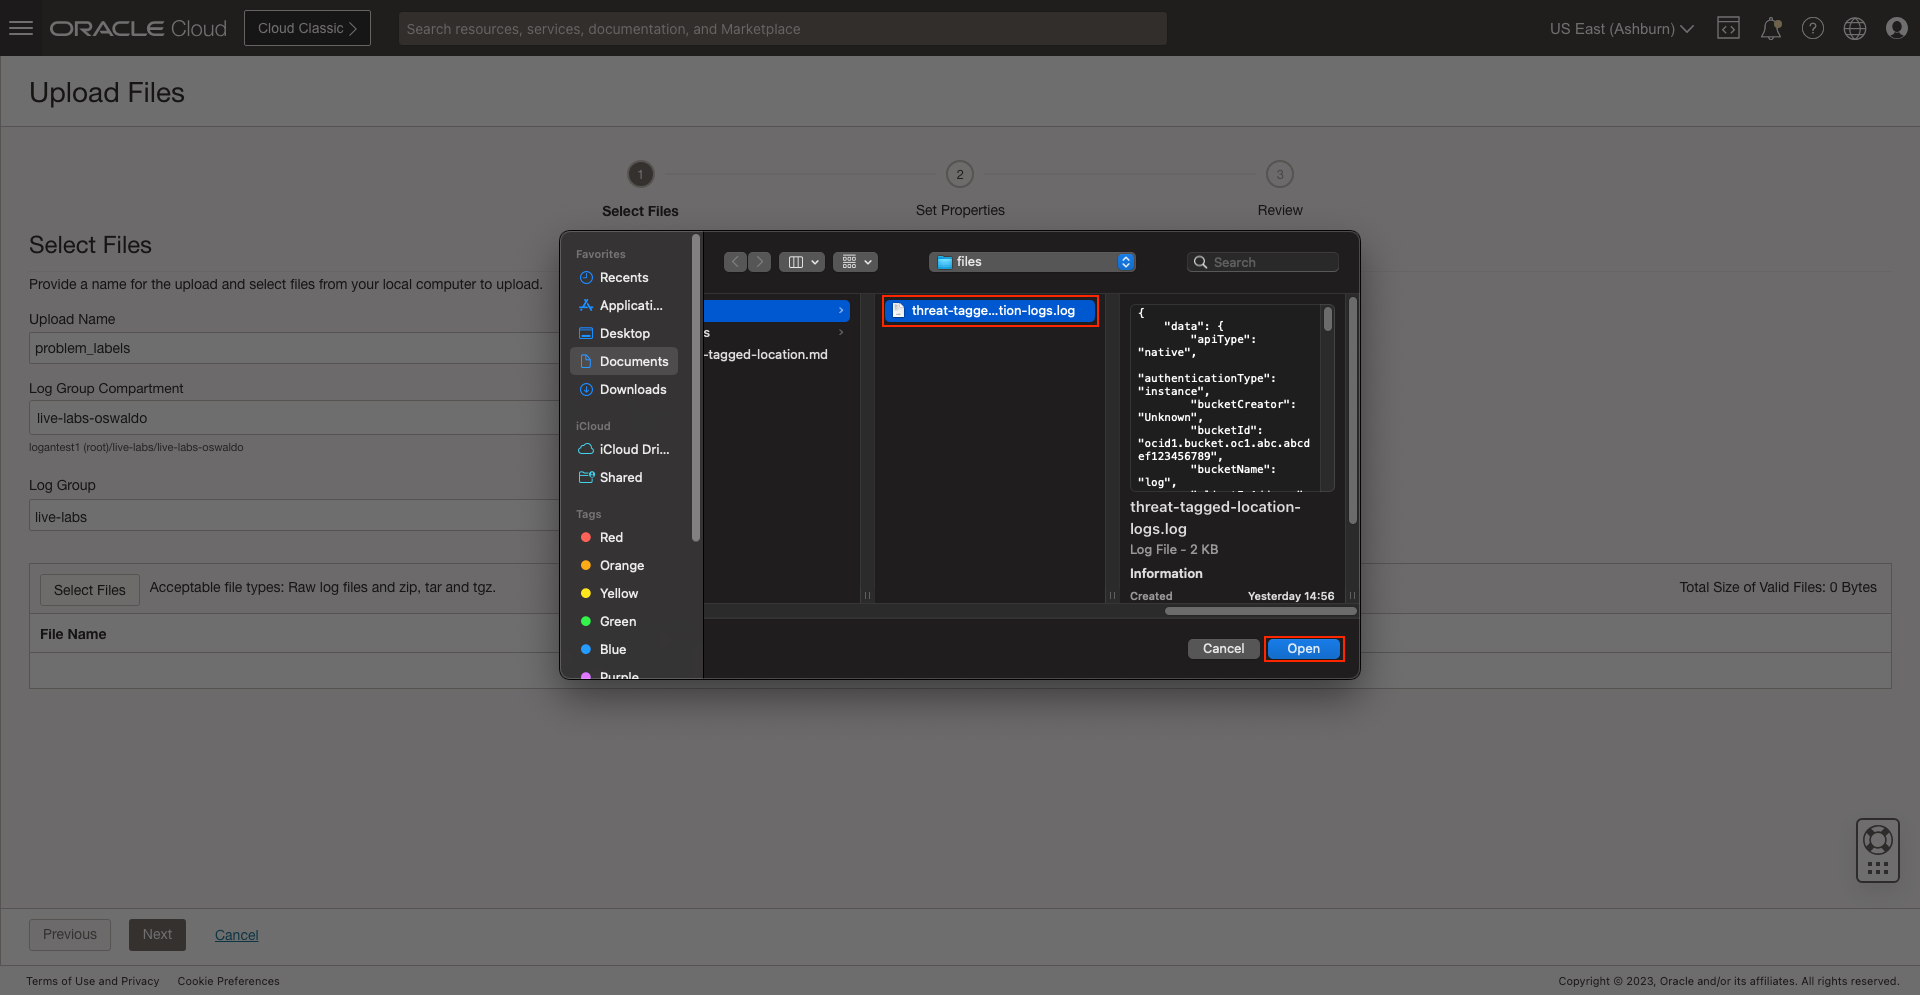 ORACLE Cloud
Cloud Classic
Search resources, services, documentation, and Marketplace
US East (Ashburn)
Upload Files
1
2
3
Select Files
Set Properties
Review
Select Files
Provide a name for the upload and select files from your local computer to upload.
Upload Name
problem_labels
Log Group Compartment
live-labs-oswaldo
logantest1 (root)/live-labs/live-labs-oswaldo
Log Group
live-labs
Select Files
Acceptable file types: Raw log files and zip, tar and tgz.
Total Size of Valid Files: 0 Bytes
File Name
Favorites
Recents
Applicati...
Desktop
Documents
Downloads
iCloud
iCloud Dri...
Shared
Tags
Red
Orange
Yellow
Green
Blue
Purple
files
Search
s
-tagged-location.md
threat-tagge...tion-logs.log
{
"data": {
"apiType":
"native",
"authenticationType":
"instance",
"bucketCreator":
"Unknown",
"bucketId":
"ocid1.bucket.oc1.abc.abcd
ef123456789",
"bucketName":
"log",
threat-tagged-location-
logs.log
Log File - 2 KB
Information
Created
Yesterday 14:56
Cancel
Open
Previous
Next
Cancel
Terms of Use and Privacy
Cookie Preferences
Copyright © 2023, Oracle and/or its affiliates. All rights reserved.